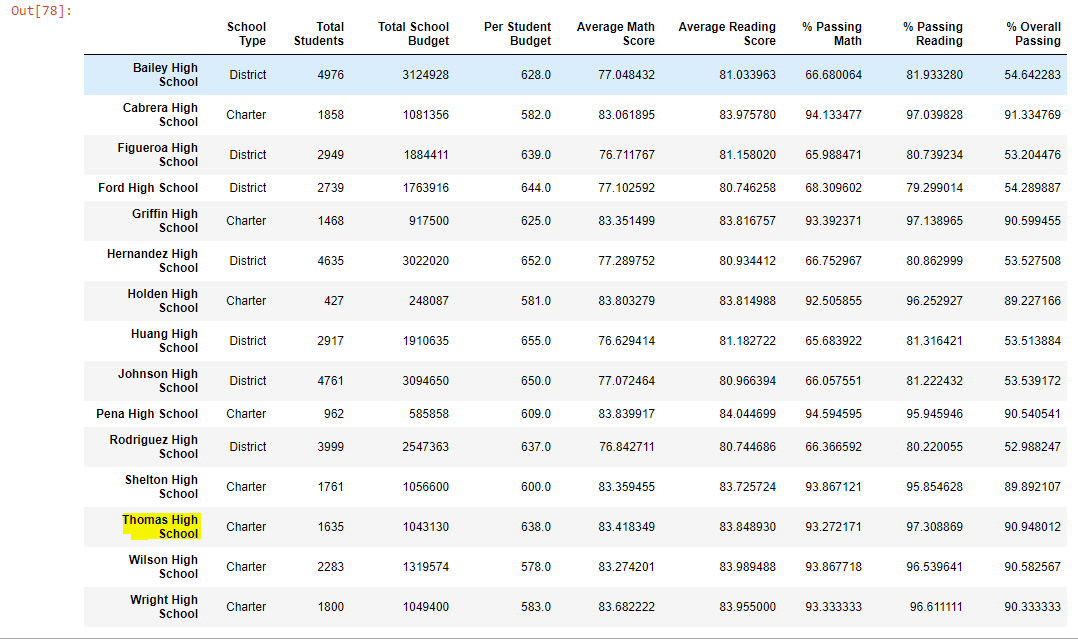 Out[78]:
School Type Total Students Total School Budget Per Student Budget Average Math Score Average Reading Score % Passing Math % Passing Reading % Overall Passing
Bailey High School District 4976 3124928 628.0 77.048432 81.033963 66.680064 81.933280 54.642283
Cabrera High School Charter 1858 1081356 582.0 83.061895 83.975780 94.133477 97.039828 91.334769
Figueroa High School District 2949 1884411 639.0 76.711767 81.158020 65.988471 80.739234 53.204476
Ford High School District 2739 1763916 644.0 77.102592 80.746258 68.309602 79.299014 54.289887
Griffin High School Charter 1468 917500 625.0 83.351499 83.816757 93.392371 97.138965 90.599455
Hernandez High School District 4635 3022020 652.0 77.289752 80.934412 66.752967 80.862999 53.527508
Holden High School Charter 427 248087 581.0 83.803279 83.814988 92.505855 96.252927 89.227166
Huang High School District 2917 1910635 655.0 76.629414 81.182722 65.683922 81.316421 53.513884
Johnson High School District 4761 3094650 650.0 77.072464 80.966394 66.057551 81.222432 53.539172
Pena High School Charter 962 585858 609.0 83.839917 84.044699 94.594595 95.945946 90.540541
Rodriguez High School District 3999 2547363 637.0 76.842711 80.744686 66.366592 80.220055 52.988247
Shelton High School Charter 1761 1056600 600.0 83.359455 83.725724 93.867121 95.854628 89.892107
Thomas High School Charter 1635 1043130 638.0 83.418349 83.848930 93.272171 97.308869 90.948012
Wilson High School Charter 2283 1319574 578.0 83.274201 83.989488 93.867718 96.539641 90.582567
Wright High School Charter 1800 1049400 583.0 83.682222 83.955000 93.333333 96.611111 90.333333